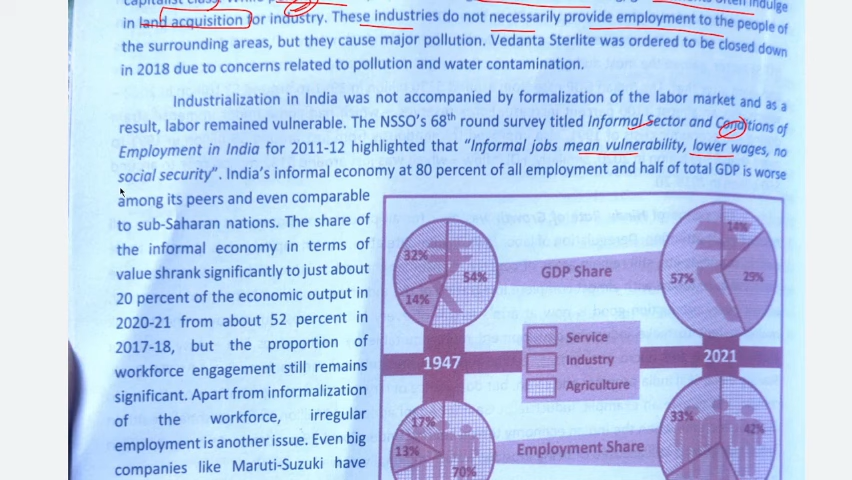 in land acquisition for industry. These industries do not necessarily provide employment to the people of
the surrounding areas, but they cause major pollution. Vedanta Sterlite was ordered to be closed down
in 2018 due to concerns related to pollution and water contamination.
Industrialization in India was not accompanied by formalization of the labor market and as a
result, labor remained vulnerable. The NSSO's 68th round survey titled Informal Sector and Conditions of
Employment in India for 2011-12 highlighted that "Informal jobs mean vulnerability, lower wages, no
social security". India's informal economy at 80 percent of all employment and half of total GDP is worse
among its peers and even comparable
to sub-Saharan nations. The share of
the informal economy in terms of
value shrank significantly to just about
20 percent of the economic output in
2020-21 from about 52 percent in
2017-18, but the proportion of
workforce engagement still remains
significant. Apart from informalization
of the workforce, irregular
employment is another issue. Even big
companies like Maruti-Suzuki have
32%
54%
14%
GDP Share
14%
57%
29%
Service
Industry
Agriculture
1947
2021
17%
13%
70%
Employment Share
33%
42%